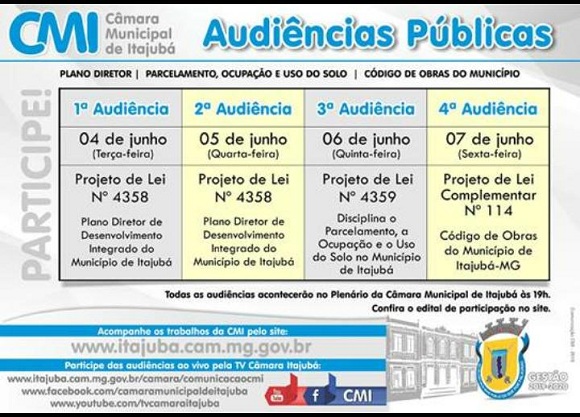 CMI Câmara
Municipal
de Itajubá
Audiências Públicas
PLANO DIRETOR | PARCELAMENTO, OCUPAÇÃO E USO DO SOLO | CÓDIGO DE OBRAS DO MUNICÍPIO
PARTICIPE!
1ª Audiência
04 de junho
(Terça-feira)
Projeto de Lei
Nº 4358
Plano Diretor de
Desenvolvimento
Integrado do
Município de Itajubá
2ª Audiência
05 de junho
(Quarta-feira)
Projeto de Lei
Nº 4358
Plano Diretor de
Desenvolvimento
Integrado do
Município de Itajubá
3ª Audiência
06 de junho
(Quinta-feira)
Projeto de Lei
Nº 4359
Disciplina o
Parcelamento, a
Ocupação e o Uso
do Solo no Município
de Itajubá
4ª Audiência
07 de junho
(Sexta-feira)
Projeto de Lei
Complementar
Nº 114
Código de Obras
do Município de
Itajubá-MG
Todas as audiências acontecerão no Plenário da Câmara Municipal de Itajubá às 19h.
Confira o edital de participação no site.
Acompanhe os trabalhos da CMI pelo site:
www.itajuba.cam.mg.gov.br
Participe das audiências ao vivo pela TV Câmara Itajubá:
www.itajuba.cam.mg.gov.br/camara/comunicacaocmi
www.facebook.com/camaramunicipaldeitajuba
www.youtube.com/tvcamaraitajuba
You
Tube
f
CMI
GESTÃO
2019-2020